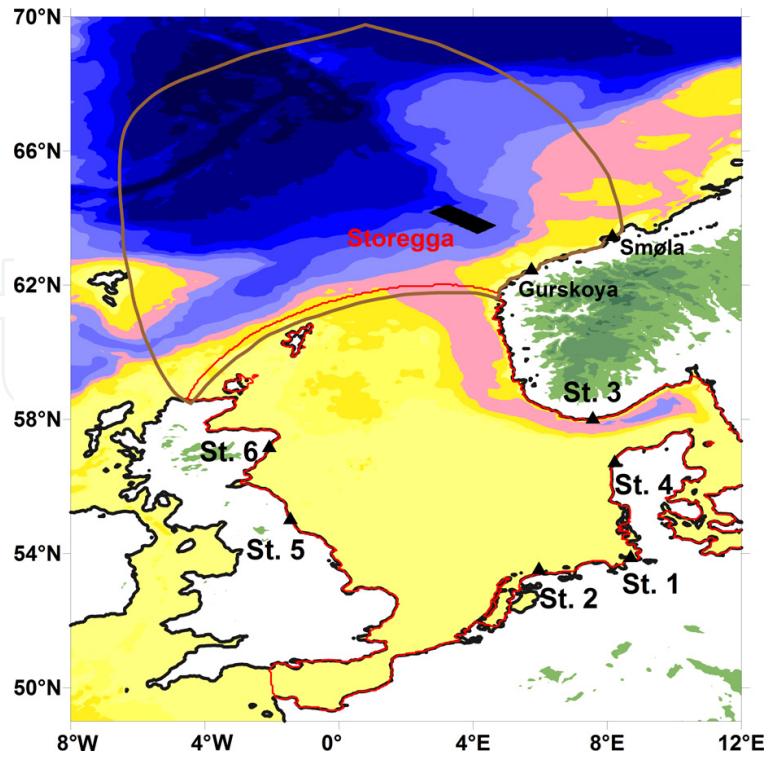 70°N
66°N
Storegga
Smøla
62°N
Gurskoya
St. 3
58°N
St. 6
St. 4
St. 5
54°N
St. 1
St. 2
50°N
8°W
4°W
0°
4°E
8°E
12°E